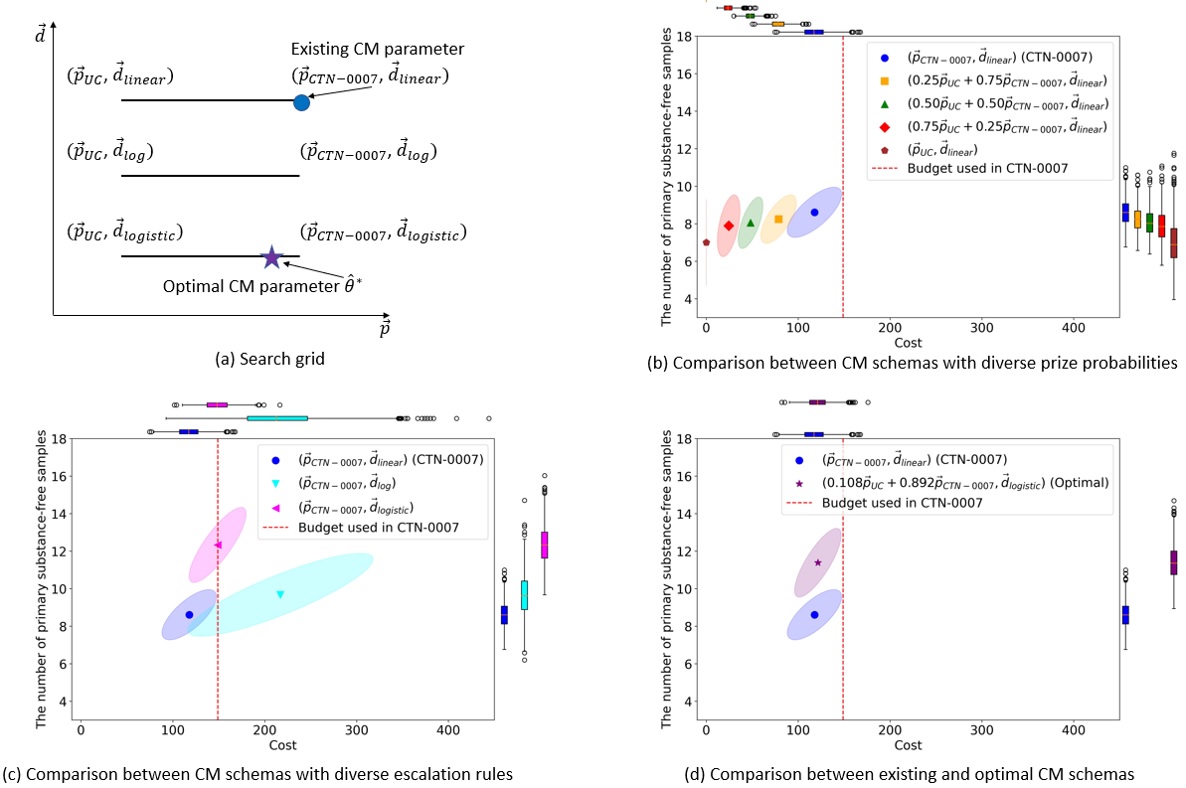 d⃗
Existing CM parameter
(p⃗_UC, d⃗_linear)
(p⃗_CTN−0007, d⃗_linear)
(p⃗_UC, d⃗_log)
(p⃗_CTN−0007, d⃗_log)
(p⃗_UC, d⃗_logistic)
(p⃗_CTN−0007, d⃗_logistic)
Optimal CM parameter θ̂*
p⃗
(a) Search grid
The number of primary substance-free samples
18
16
14
12
10
8
6
4
(p⃗_CTN−0007, d⃗_linear) (CTN-0007)
(0.25p⃗_UC + 0.75p⃗_CTN−0007, d⃗_linear)
(0.50p⃗_UC + 0.50p⃗_CTN−0007, d⃗_linear)
(0.75p⃗_UC + 0.25p⃗_CTN−0007, d⃗_linear)
(p⃗_UC, d⃗_linear)
Budget used in CTN-0007
0 100 200 300 400
Cost
(b) Comparison between CM schemas with diverse prize probabilities
The number of primary substance-free samples
18
16
14
12
10
8
6
4
(p⃗_CTN−0007, d⃗_linear) (CTN-0007)
(p⃗_CTN−0007, d⃗_log)
(p⃗_CTN−0007, d⃗_logistic)
Budget used in CTN-0007
0 100 200 300 400
Cost
(c) Comparison between CM schemas with diverse escalation rules
The number of primary substance-free samples
18
16
14
12
10
8
6
4
(p⃗_CTN−0007, d⃗_linear) (CTN-0007)
(0.108p⃗_UC + 0.892p⃗_CTN−0007, d⃗_logistic) (Optimal)
Budget used in CTN-0007
0 100 200 300 400
Cost
(d) Comparison between existing and optimal CM schemas